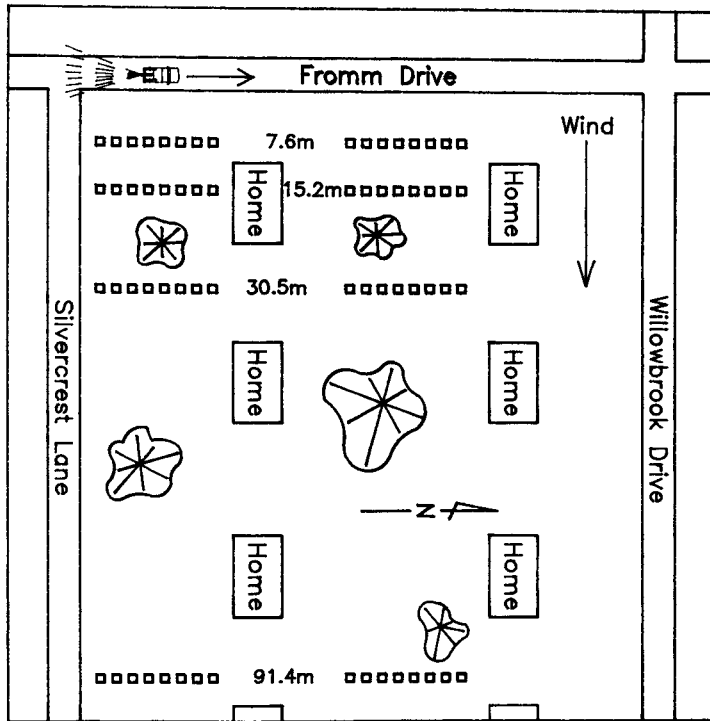 Fromm Drive
7.6m
Wind
Home
15.2m
Home
30.5m
Silvercrest Lane
Home
Home
Willowbrook Drive
N
Home
Home
91.4m